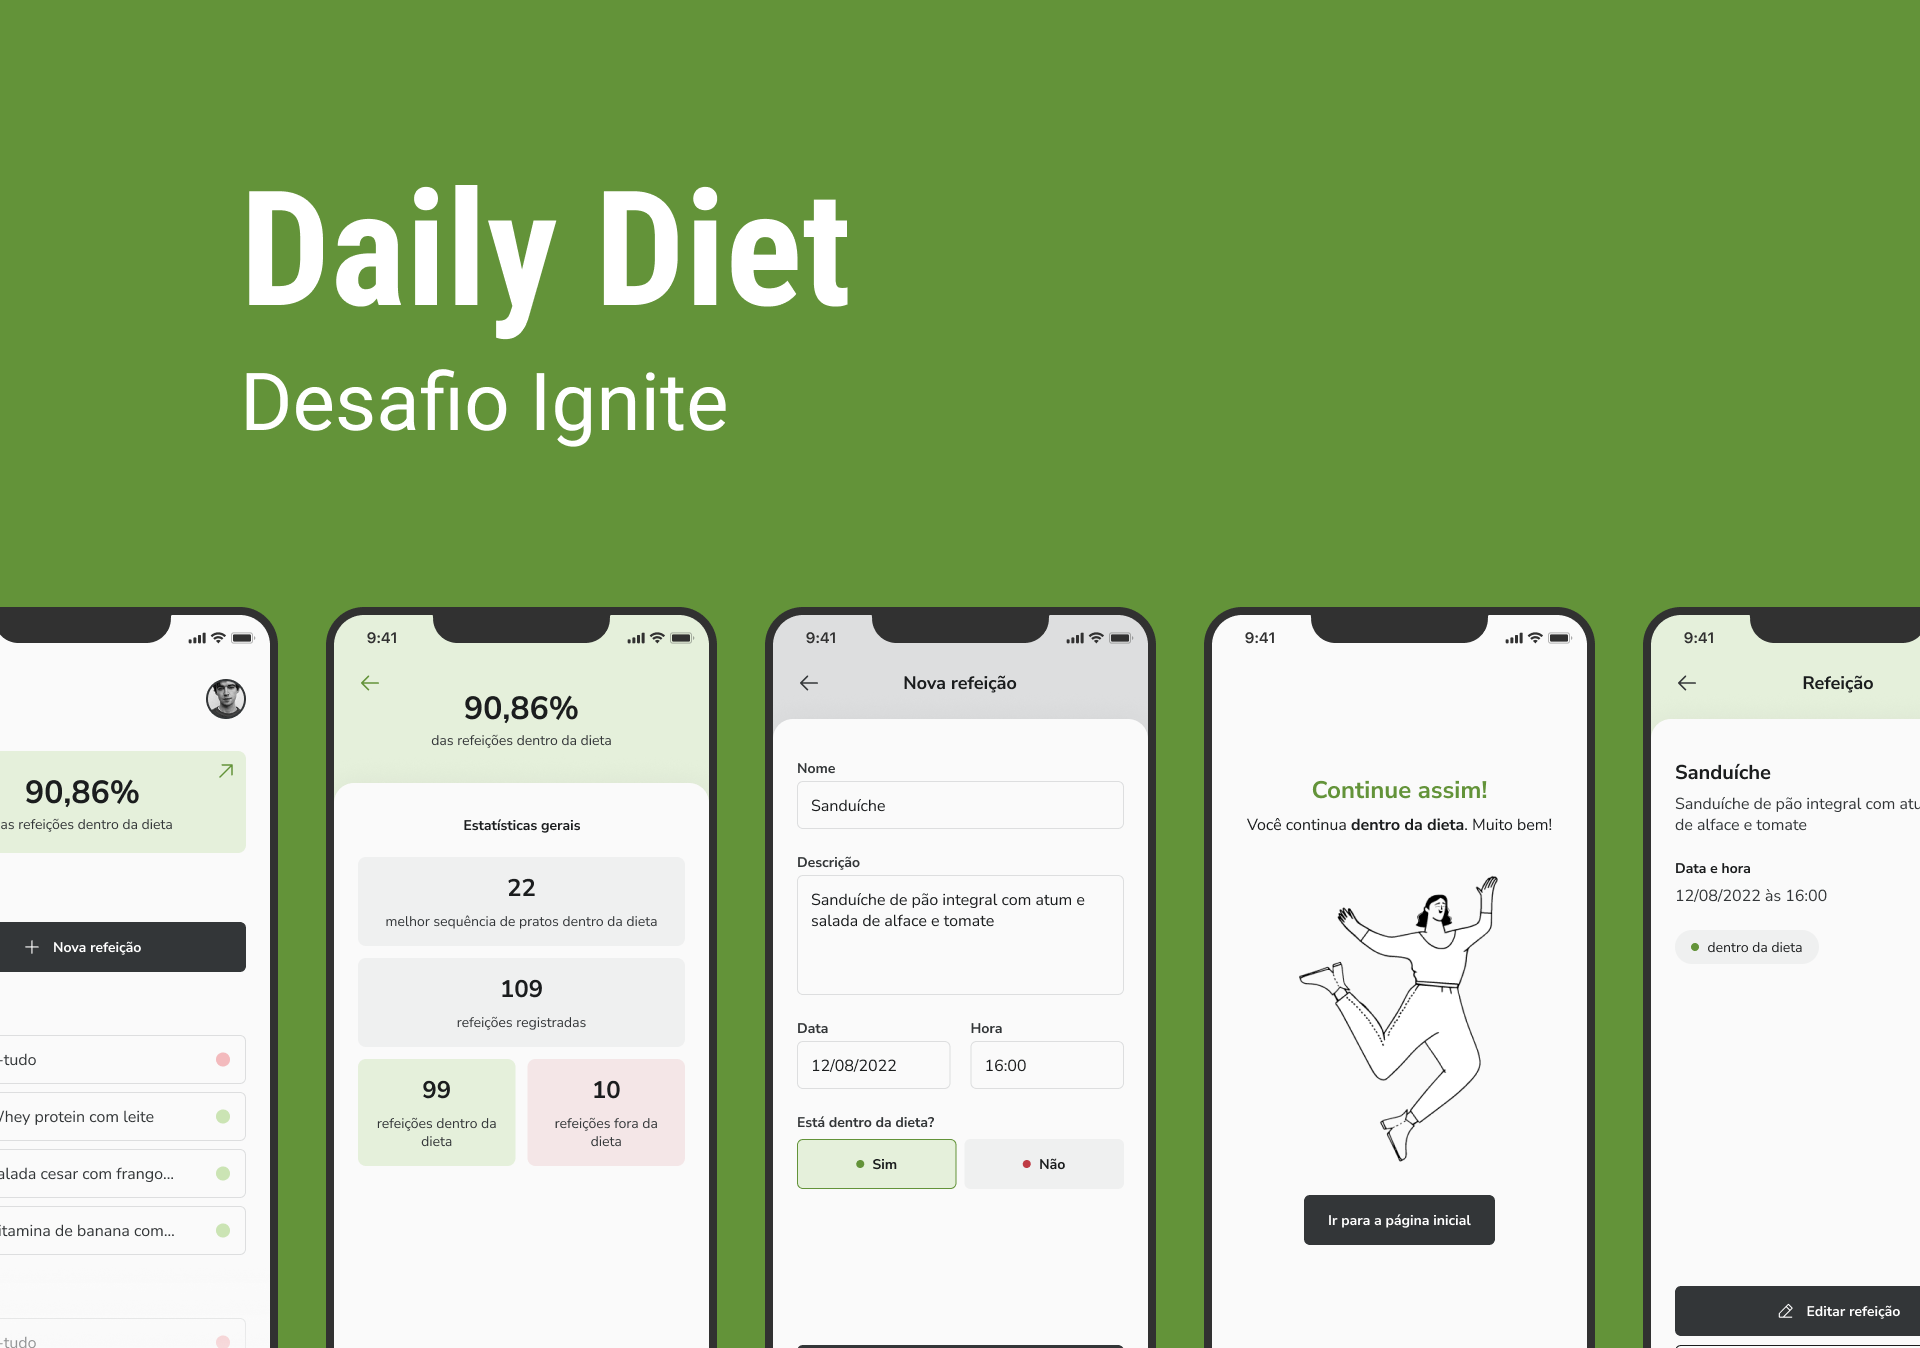 Daily Diet
Desafio Ignite
90,86%
refeições dentro da dieta
Nova refeição
-tudo
protein com leite
cesar com frango...
de banana com...
-tudo
9:41
90,86%
das refeições dentro da dieta
Estatísticas gerais
22
melhor sequência de pratos dentro da dieta
109
refeições registradas
99
refeições dentro da
dieta
10
refeições fora da
dieta
9:41
Nova refeição
Nome
Sanduíche
Descrição
Sanduíche de pão integral com atum e
salada de alface e tomate
Data
Hora
12/08/2022
16:00
Está dentro da dieta?
Sim
Não
9:41
Continue assim!
Você continua dentro da dieta. Muito bem!
Ir para a página inicial
9:41
Refeição
Sanduíche
Sanduíche de pão integral com
de alface e tomate
Data e hora
12/08/2022 às 16:00
dentro da dieta
Editar refeição